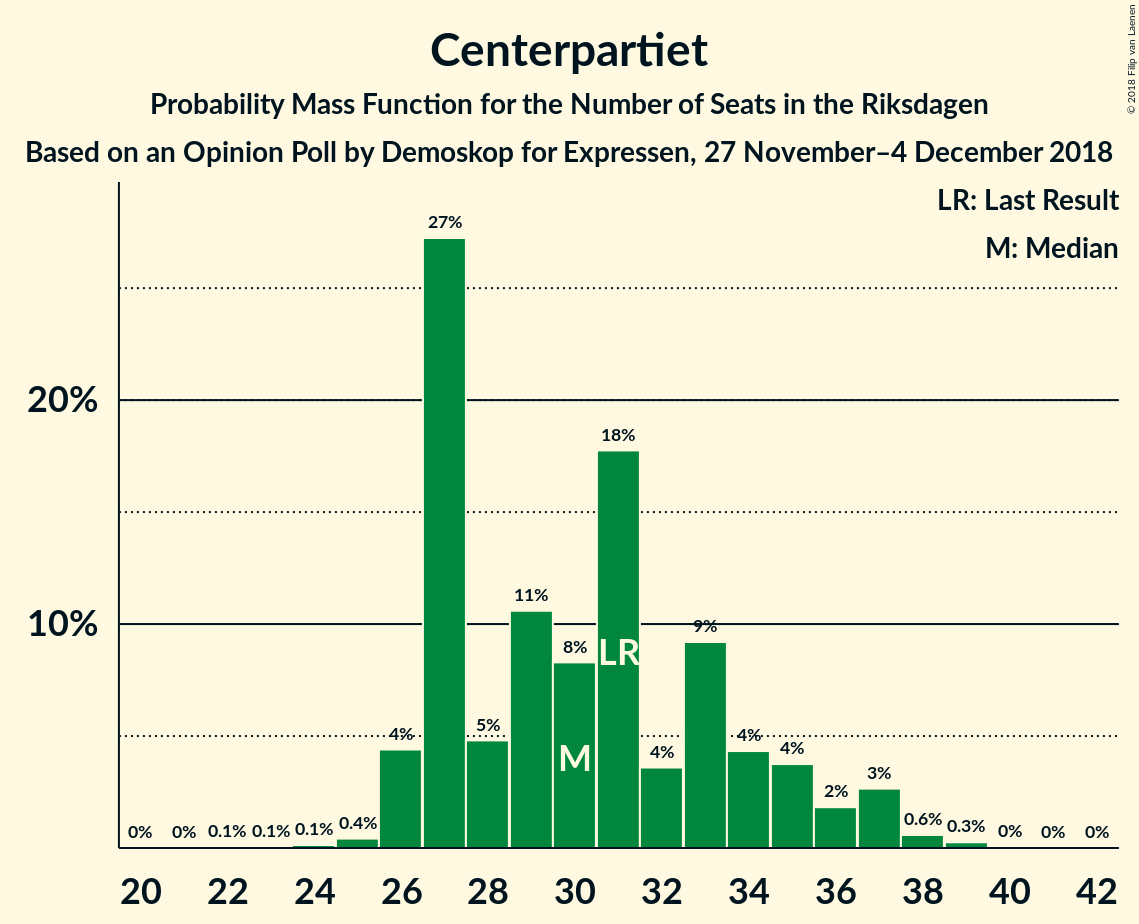 Centerpartiet
Probability Mass Function for the Number of Seats in the Riksdagen
Based on an Opinion Poll by Demoskop for Expressen, 27 November–4 December 2018
© 2018 Filip van Laenen
LR: Last Result
M: Median
20%
10%
0% 0% 0.1% 0.1% 0.1% 0.4% 4% 27% 5% 11% 8% 18% 4% 9% 4% 4% 2% 3% 0.6% 0.3% 0% 0% 0%
LR
M
20 22 24 26 28 30 32 34 36 38 40 42